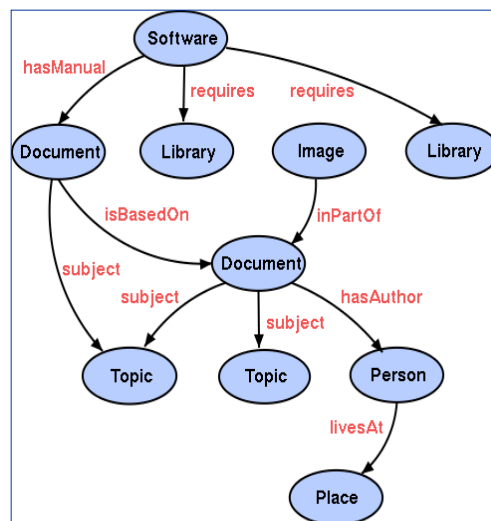 Software
hasManual
requires
requires
Document
Library
Image
Library
isBasedOn
inPartOf
subject
Document
subject
hasAuthor
subject
Topic
Topic
Person
livesAt
Place